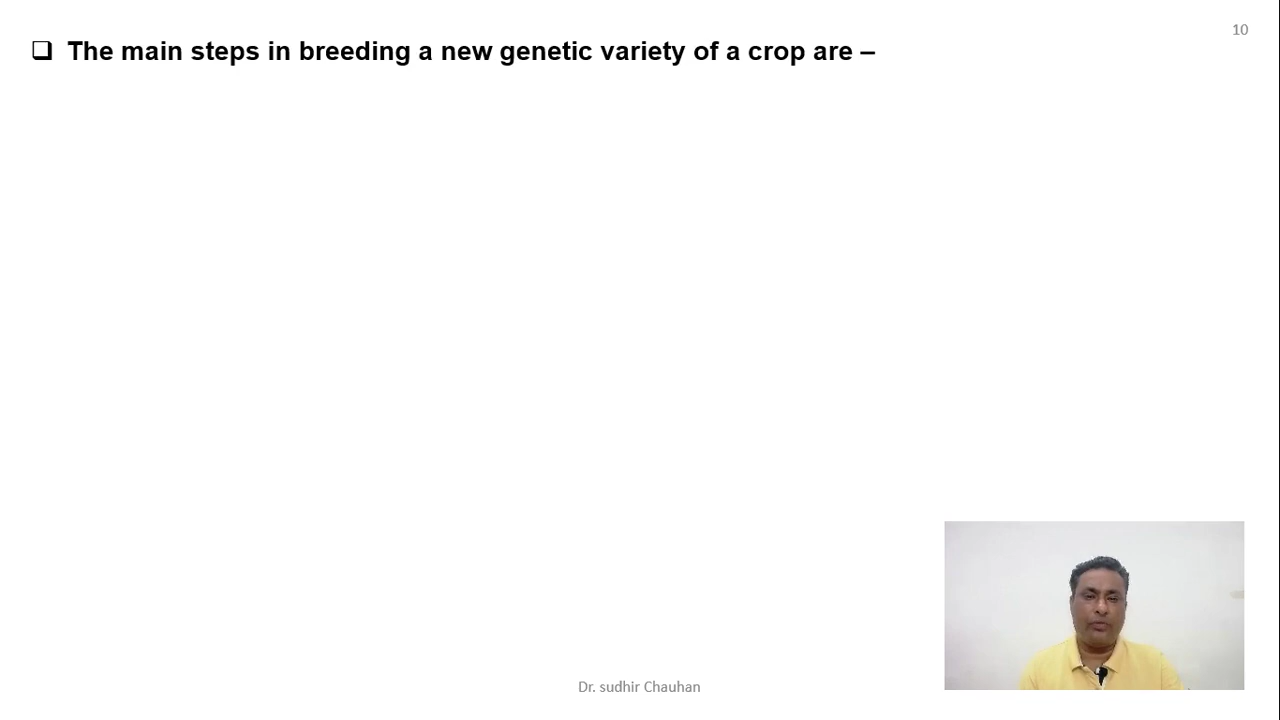 10
❑ The main steps in breeding a new genetic variety of a crop are –
Dr. sudhir Chauhan